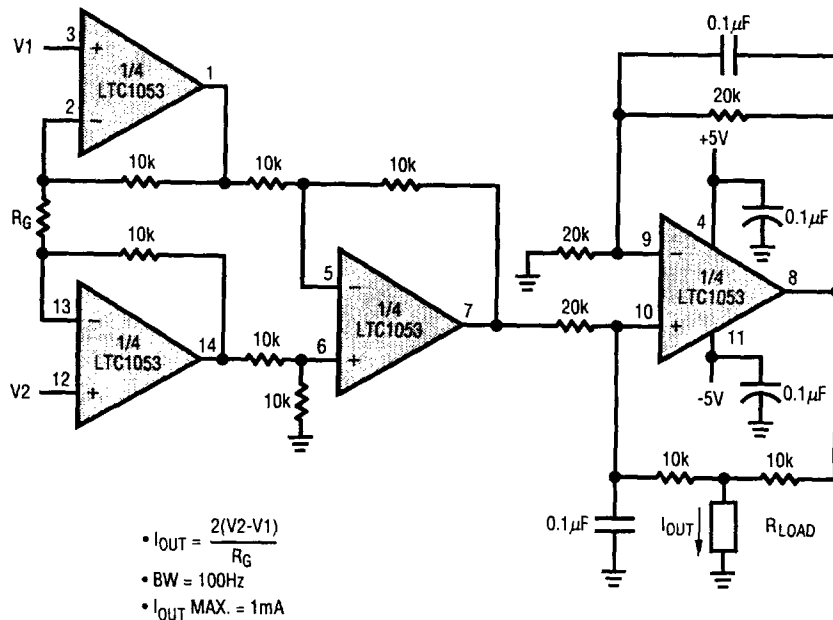 V1
3
+
1/4
LTC1053
1
2
−
10k
10k
10k
RG
10k
13
−
1/4
LTC1053
14
V2
12
+
10k
10k
5
−
1/4
LTC1053
7
6
+
0.1µF
20k
+5V
4
0.1µF
20k
9
−
1/4
LTC1053
8
20k
10
+
11
-5V
0.1µF
10k
10k
0.1µF
IOUT
RLOAD
• IOUT = 2(V2-V1)
RG
• BW = 100Hz
• IOUT MAX. = 1mA